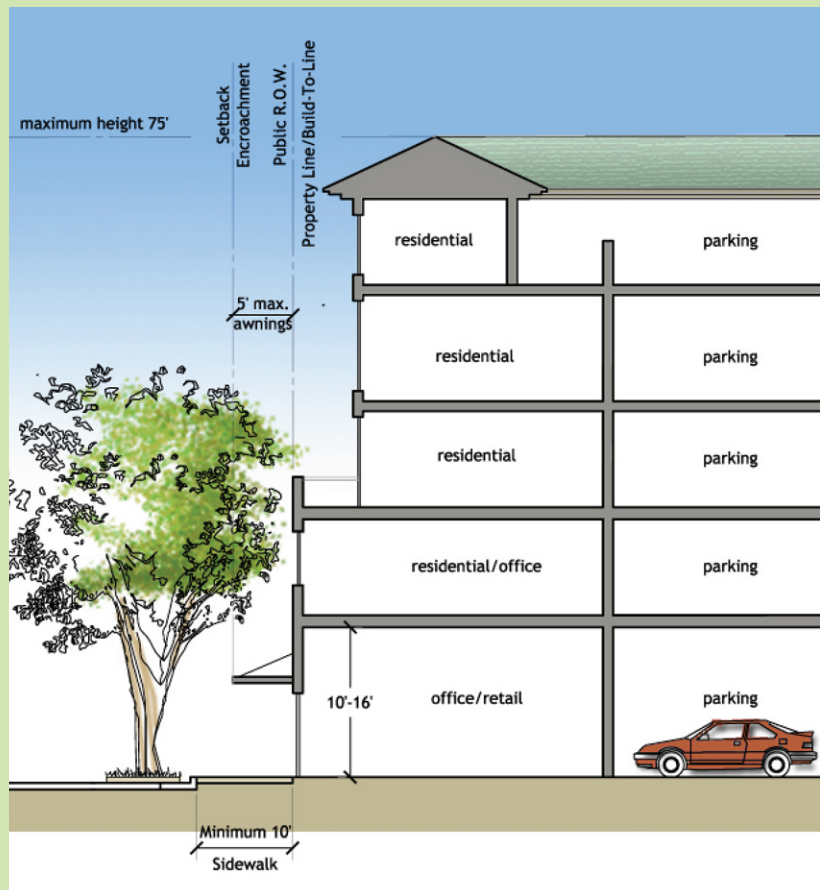 Setback
Encroachment
Public R.O.W.
Property Line/Build-To-Line
maximum height 75'
residential
parking
5' max.
awnings
residential
parking
residential
parking
residential/office
parking
10'-16'
office/retail
parking
Minimum 10'
Sidewalk